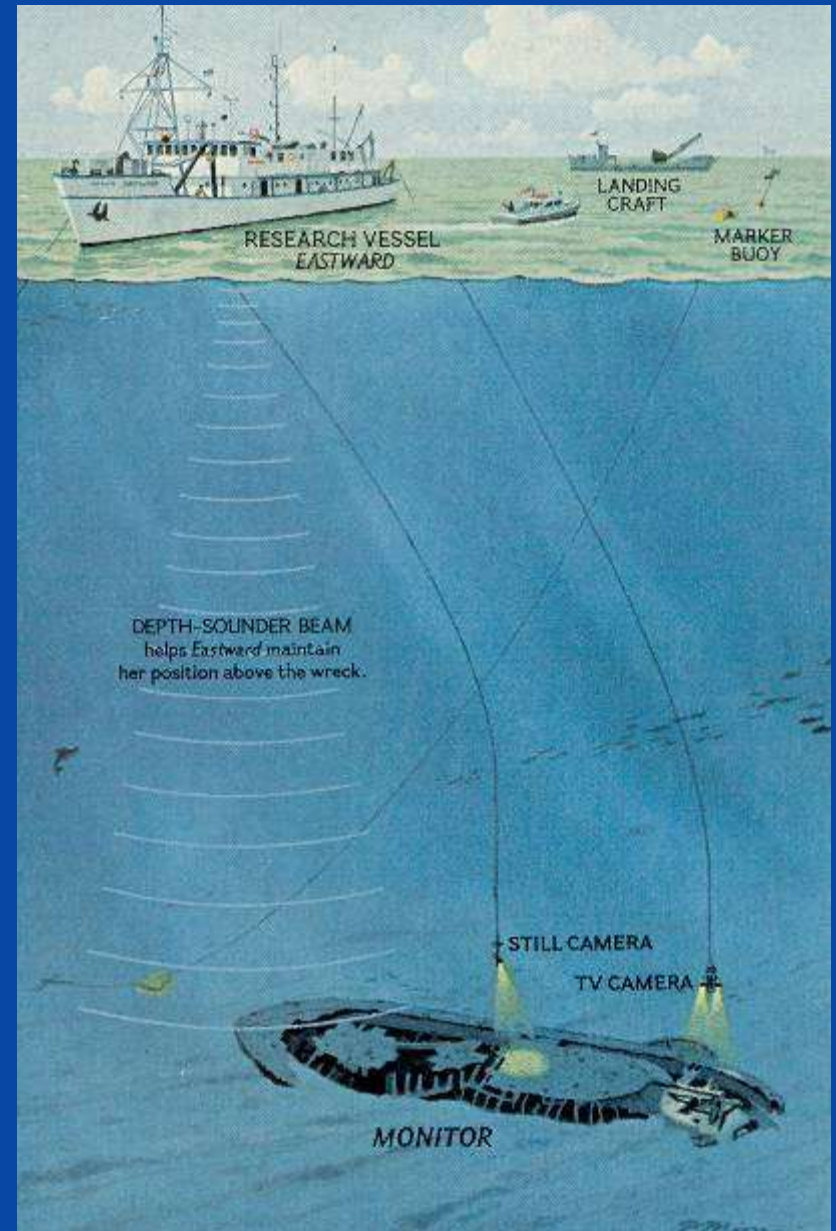 LANDING
CRAFT
RESEARCH VESSEL
EASTWARD
MARKER
BUOY
DEPTH-SOUNDER BEAM
helps Eastward maintain
her position above the wreck.
STILL CAMERA
TV CAMERA
MONITOR